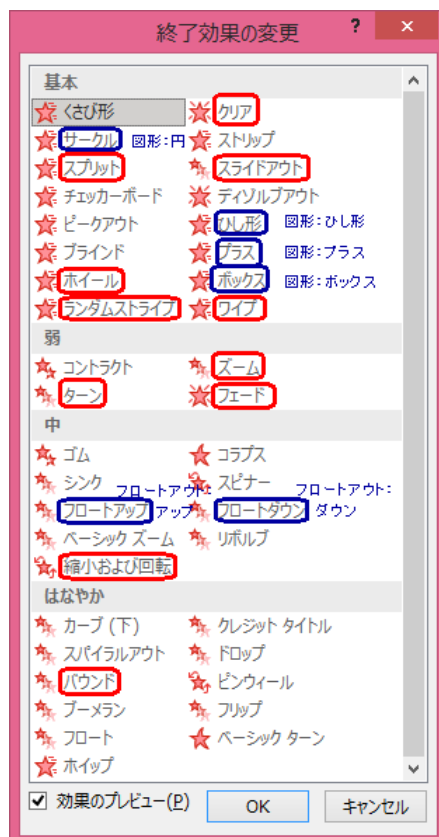 終了効果の変更 ? ×
基本
くさび形 クリア
サークル 図形:円 ストリップ
スプリット スライドアウト
チェッカーボード ディゾルブアウト
ピークアウト ひし形 図形:ひし形
ブラインド プラス 図形:プラス
ホイール ボックス 図形:ボックス
ランダムストライプ ワイプ
弱
コントラクト ズーム
ターン フェード
中
ゴム コラプス
シンク スピナー
フロートアウト: フロートアウト:
フロートアップ アップ フロートダウン ダウン
ベーシック ズーム リボルブ
縮小および回転
はなやか
カーブ (下) クレジット タイトル
スパイラルアウト ドロップ
バウンド ピンウィール
ブーメラン フリップ
フロート ベーシック ターン
ホイップ
効果のプレビュー(P) OK キャンセル